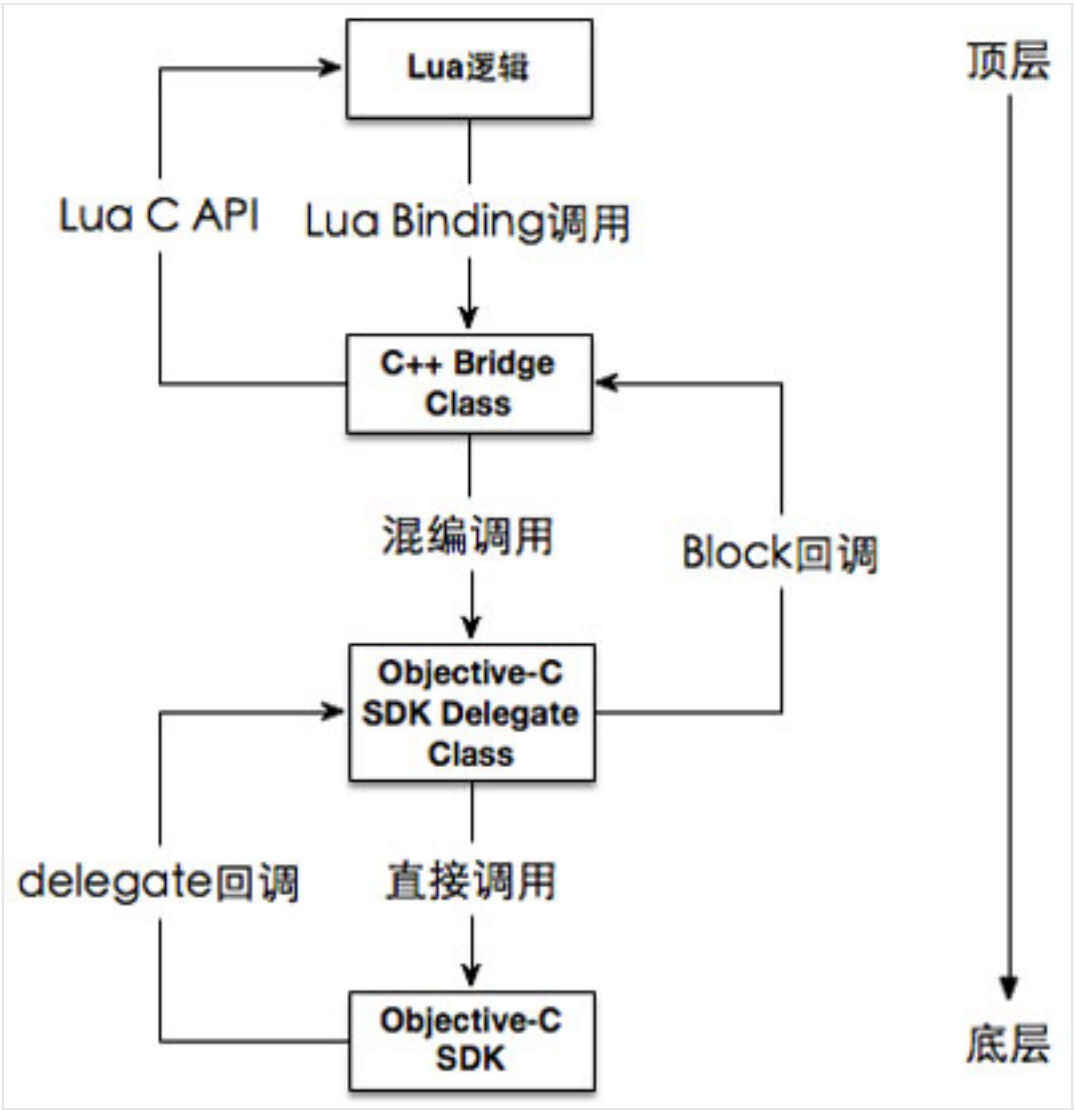 Lua逻辑
顶层
Lua C API
Lua Binding调用
C++ Bridge
Class
混编调用
Block回调
Objective-C
SDK Delegate
Class
delegate回调
直接调用
Objective-C
SDK
底层